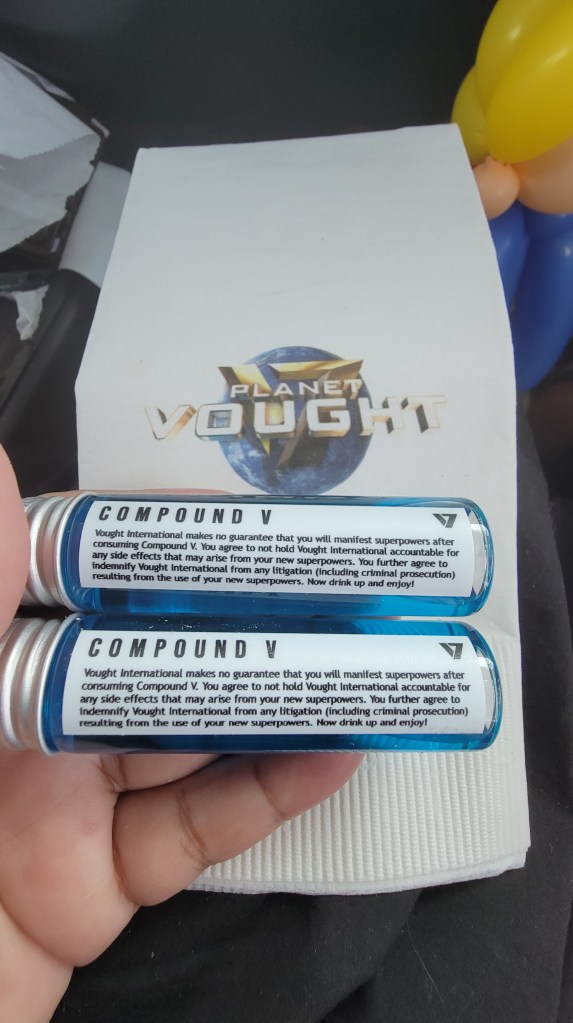 PLANET
VOUGHT
COMPOUND V
Vought International makes no guarantee that you will manifest superpowers after
consuming Compound V. You agree to not hold Vought International accountable for
any side effects that may arise from your new superpowers. You further agree to
indemnify Vought International from any litigation (including criminal prosecution)
resulting from the use of your new superpowers. Now drink up and enjoy!
COMPOUND V
Vought International makes no guarantee that you will manifest superpowers after
consuming Compound V. You agree to not hold Vought International accountable for
any side effects that may arise from your new superpowers. You further agree to
indemnify Vought International from any litigation (including criminal prosecution)
resulting from the use of your new superpowers. Now drink up and enjoy!